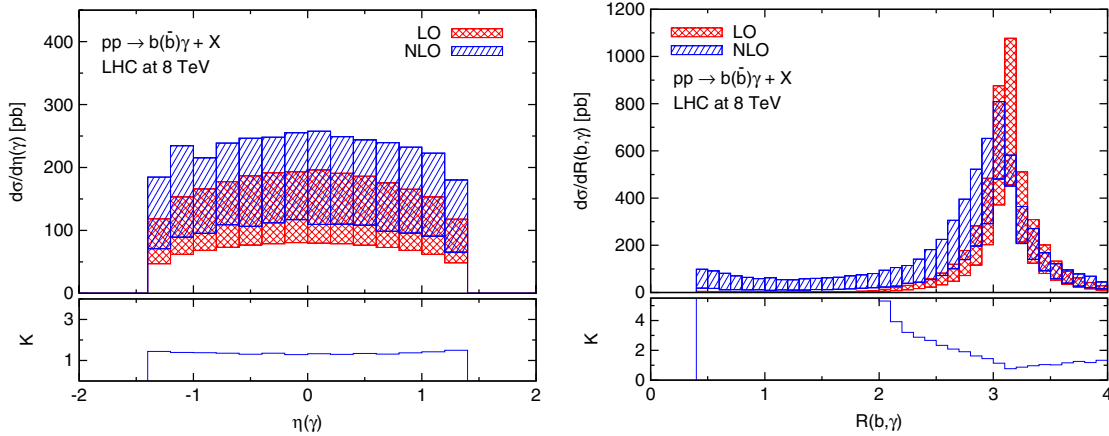 pp → b(b̄)γ + X
LHC at 8 TeV
LO
NLO
dσ/dη(γ) [pb]
400
300
200
100
0
K
3
1
-2
-1
0
1
2
η(γ)
pp → b(b̄)γ + X
LHC at 8 TeV
LO
NLO
dσ/dR(b,γ) [pb]
1200
1000
800
600
400
200
0
K
4
2
0
0
1
2
3
4
R(b,γ)